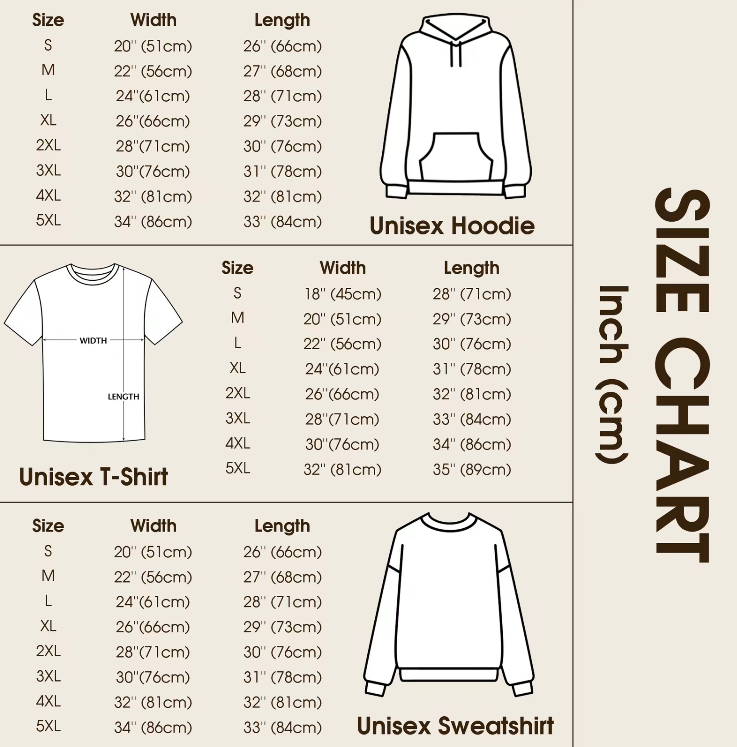 Size Width Length
S 20" (51cm) 26" (66cm)
M 22" (56cm) 27" (68cm)
L 24"(61cm) 28" (71cm)
XL 26"(66cm) 29" (73cm)
2XL 28"(71cm) 30" (76cm)
3XL 30"(76cm) 31" (78cm)
4XL 32" (81cm) 32" (81cm)
5XL 34" (86cm) 33" (84cm)
Unisex Hoodie
WIDTH
LENGTH
Unisex T-Shirt
Size Width Length
S 18" (45cm) 28" (71cm)
M 20" (51cm) 29" (73cm)
L 22" (56cm) 30" (76cm)
XL 24"(61cm) 31" (78cm)
2XL 26"(66cm) 32" (81cm)
3XL 28"(71cm) 33" (84cm)
4XL 30"(76cm) 34" (86cm)
5XL 32" (81cm) 35" (89cm)
Size Width Length
S 20" (51cm) 26" (66cm)
M 22" (56cm) 27" (68cm)
L 24"(61cm) 28" (71cm)
XL 26"(66cm) 29" (73cm)
2XL 28"(71cm) 30" (76cm)
3XL 30"(76cm) 31" (78cm)
4XL 32" (81cm) 32" (81cm)
5XL 34" (86cm) 33" (84cm)
Unisex Sweatshirt
SIZE CHART
Inch (cm)